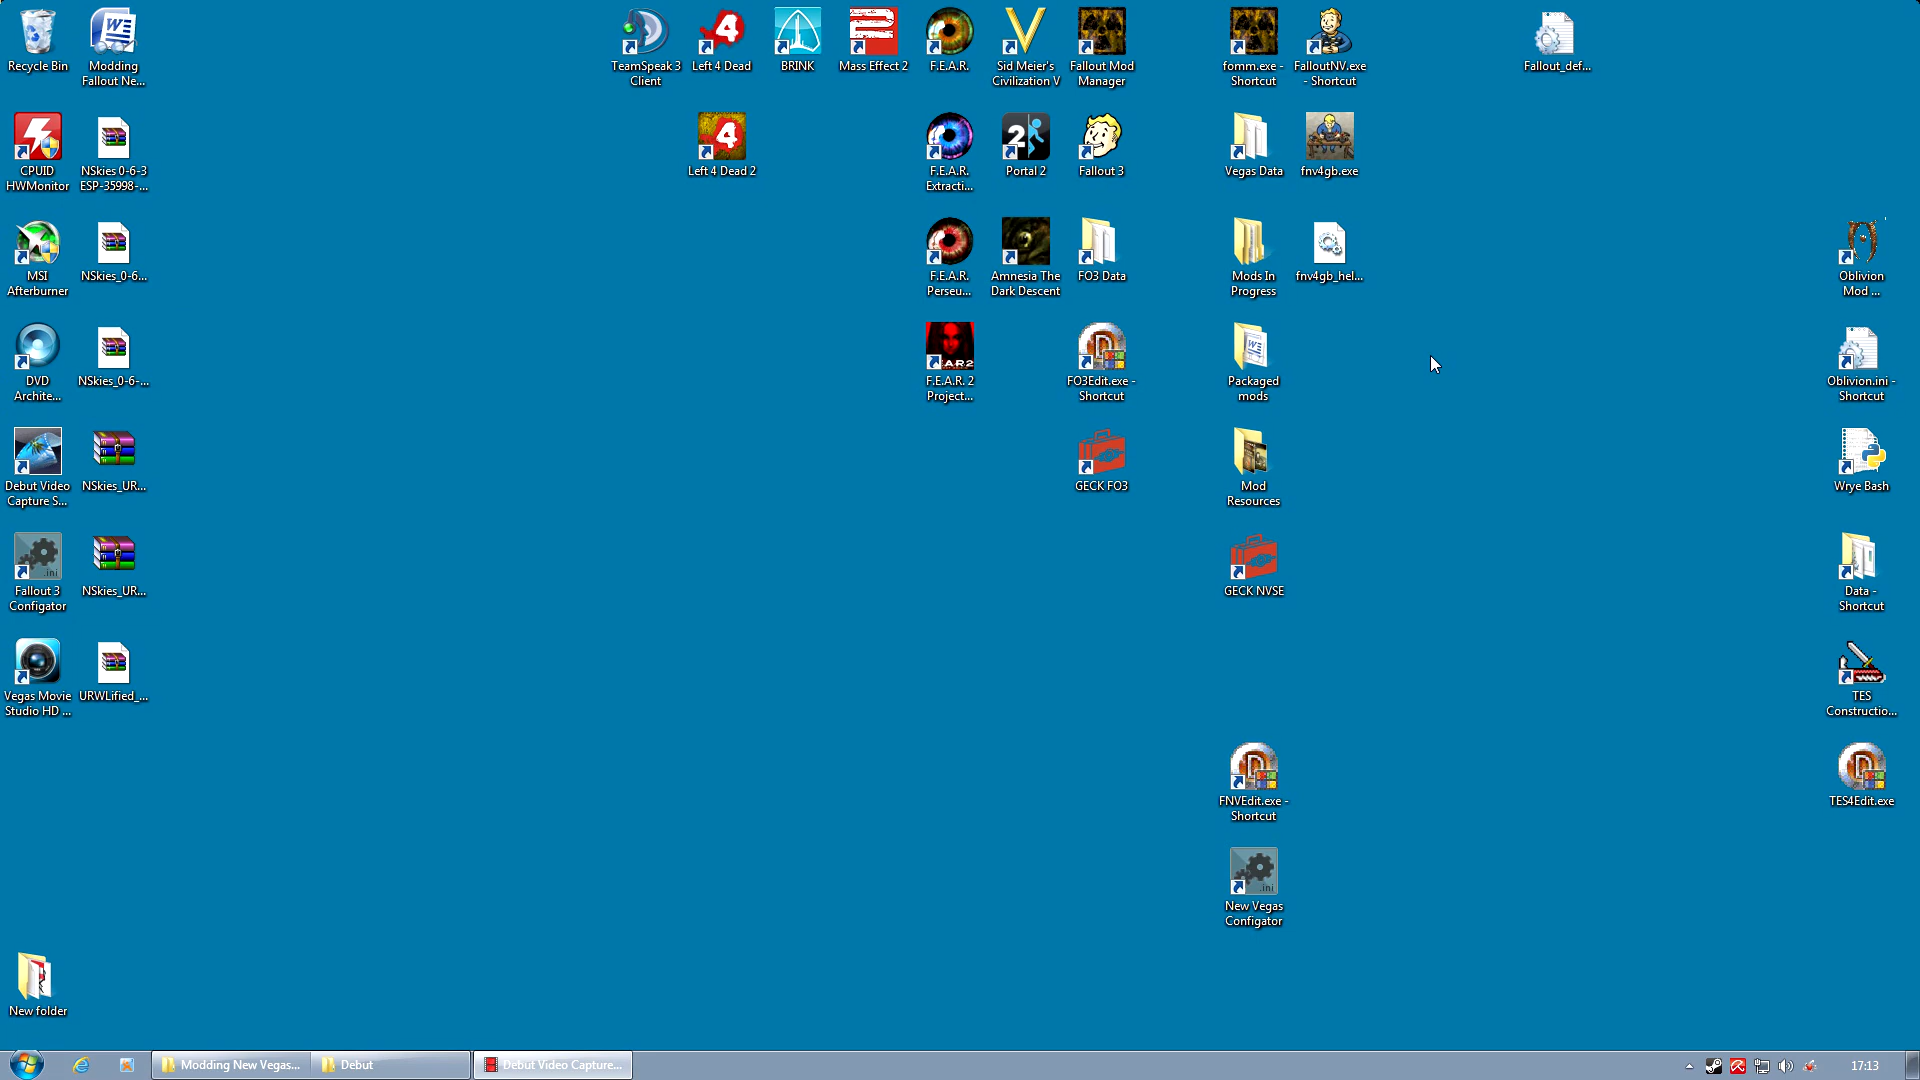 Recycle Bin
Modding
Fallout Ne...
TeamSpeak 3
Client
Left 4 Dead
BRINK
Mass Effect 2
F.E.A.R.
Sid Meier's
Civilization V
Fallout Mod
Manager
fomm.exe -
Shortcut
FalloutNV.exe
- Shortcut
Fallout_def...
CPUID
HWMonitor
NSkies 0-6-3
ESP-35998-...
Left 4 Dead 2
F.E.A.R.
Extracti...
2
Portal 2
Fallout 3
Vegas Data
fnv4gb.exe
MSI
Afterburner
NSkies_0-6...
F.E.A.R.
Perseu...
Amnesia The
Dark Descent
FO3 Data
Mods In
Progress
fnv4gb_hel...
Oblivion
Mod ...
DVD
Archite...
NSkies_0-6-...
F.E.A.R. 2
Project...
FO3Edit.exe -
Shortcut
Packaged
mods
Oblivion.ini -
Shortcut
Debut Video
Capture S...
NSkies_UR...
GECK FO3
Mod
Resources
Wrye Bash
.ini
Fallout 3
Configator
NSkies_UR...
GECK NVSE
Data -
Shortcut
Vegas Movie
Studio HD ...
URWLified_...
TES
Constructio...
FNVEdit.exe -
Shortcut
TES4Edit.exe
.ini
New Vegas
Configator
New folder
Modding New Vegas...
Debut
Debut Video Capture...
17:13